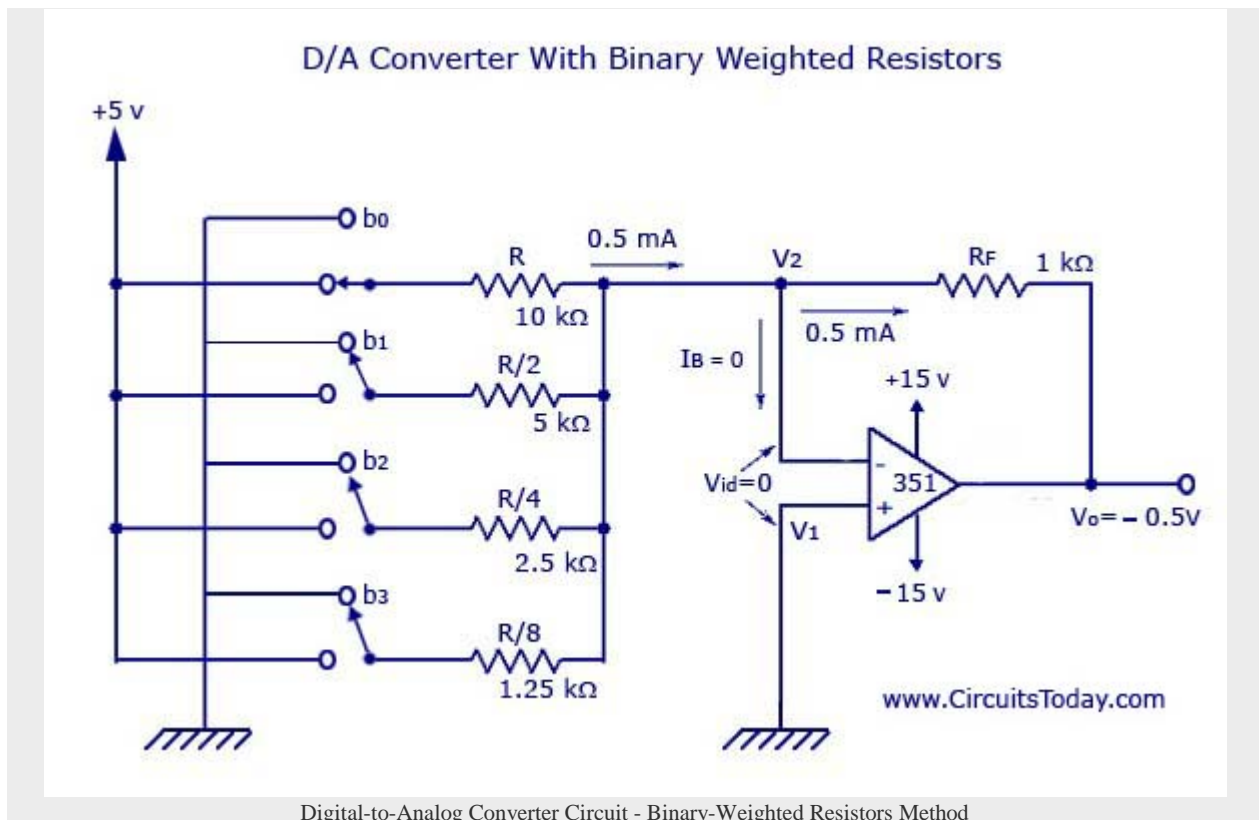 D/A Converter With Binary Weighted Resistors
+5 v
b0
0.5 mA
V2
RF
1 kΩ
R
10 kΩ
0.5 mA
b1
IB = 0
R/2
5 kΩ
+15 v
b2
-
351
Vid=0
+
V1
Vo= – 0.5v
R/4
2.5 kΩ
– 15 v
b3
R/8
1.25 kΩ
www.CircuitsToday.com
Digital-to-Analog Converter Circuit - Binary-Weighted Resistors Method